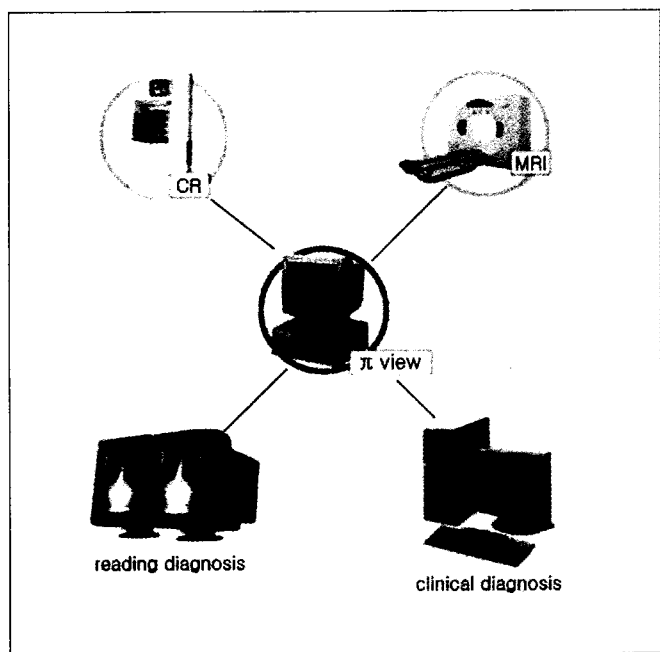 CR
MRI
π view
reading diagnosis
clinical diagnosis